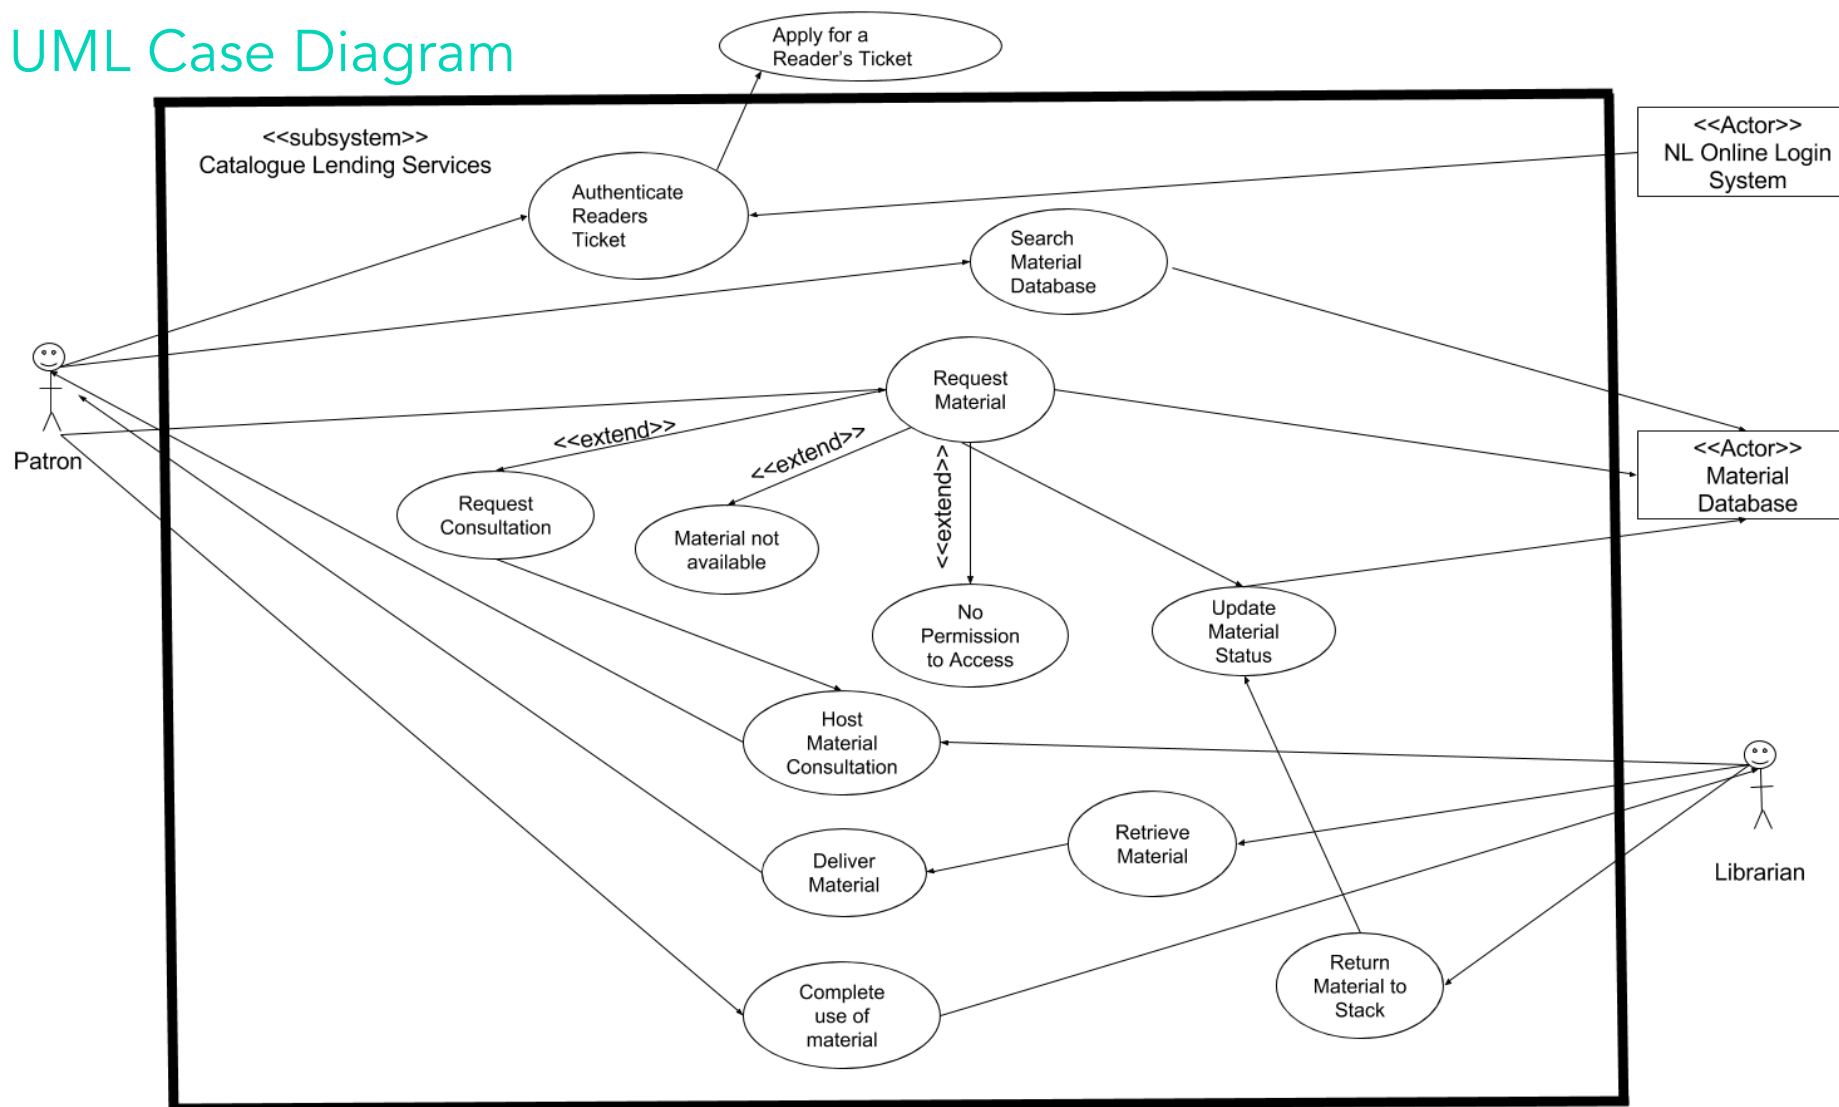 UML Case Diagram
Apply for a
Reader's Ticket
<<subsystem>>
Catalogue Lending Services
<<Actor>>
NL Online Login
System
Authenticate
Readers
Ticket
Search
Material
Database
Request
Material
<<extend>>
<<extend>>
<<extend>>
Patron
<<Actor>>
Material
Database
Request
Consultation
Material not
available
No
Permission
to Access
Update
Material
Status
Host
Material
Consultation
Retrieve
Material
Deliver
Material
Librarian
Return
Material to
Stack
Complete
use of
material